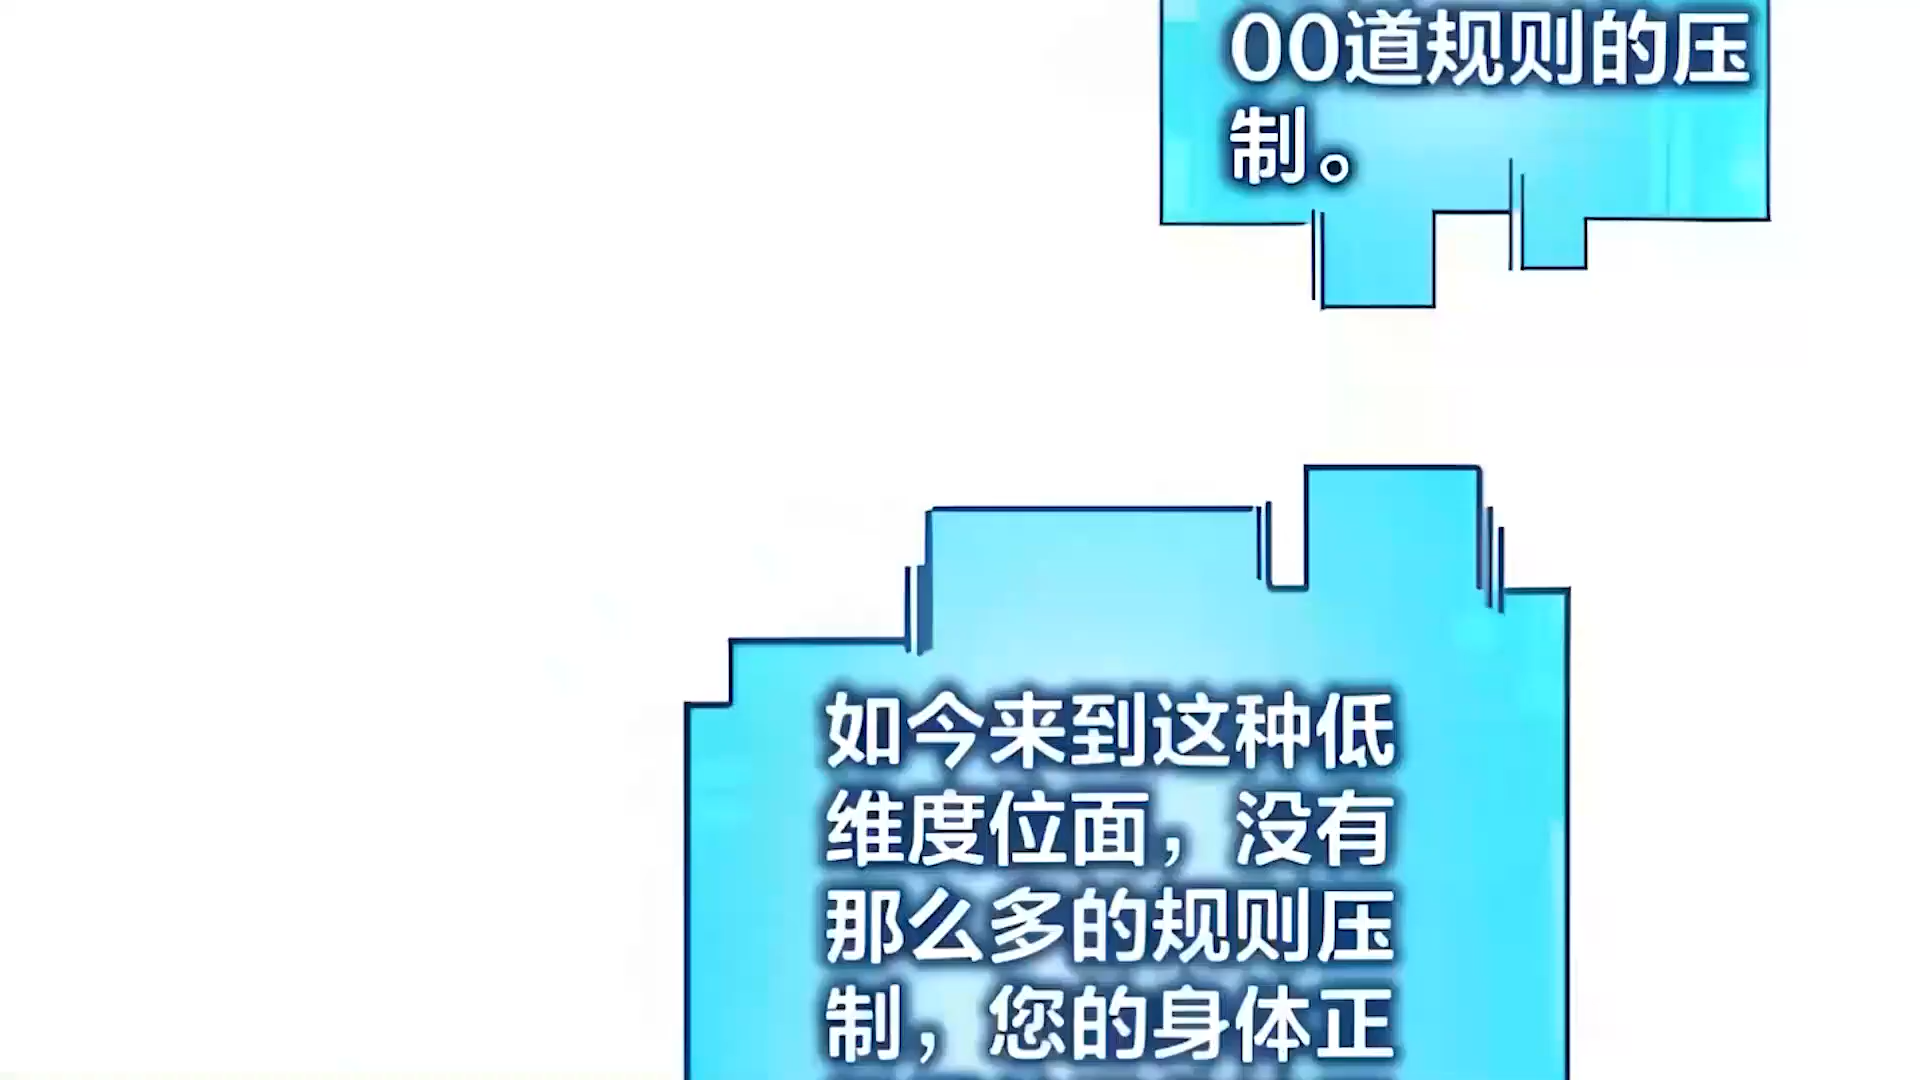 00道规则的压
制。
如今来到这种低
维度位面，没有
那么多的规则压
制，您的身体正